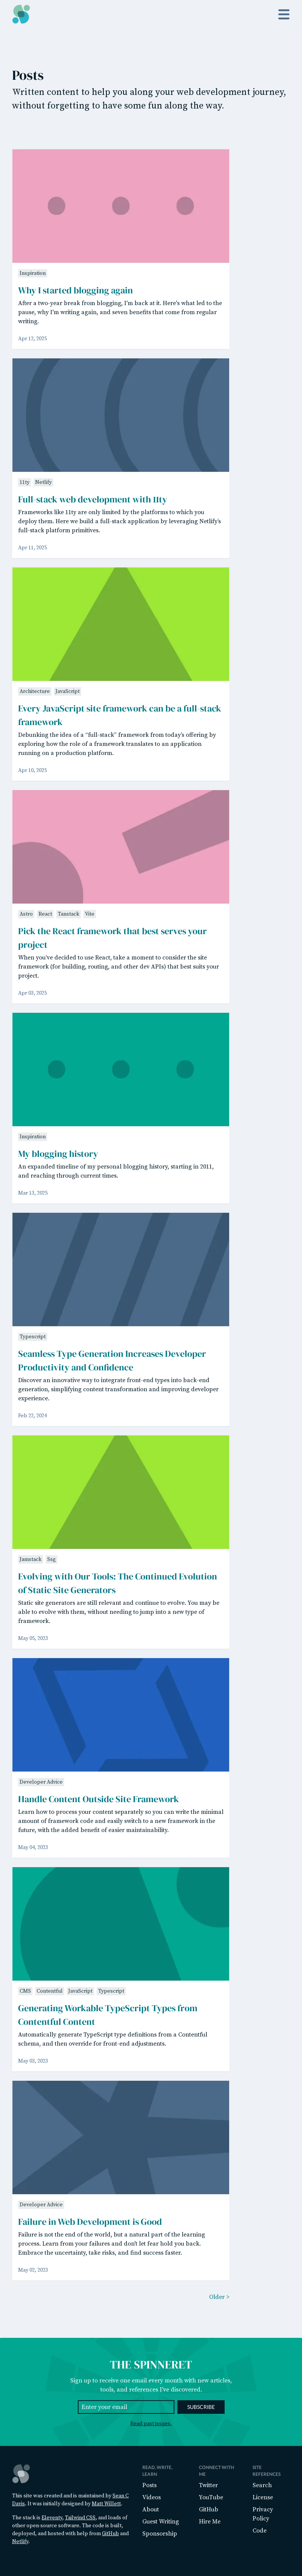 Posts
Written content to help you along your web development journey,
without forgetting to have some fun along the way.
Inspiration
Why I started blogging again
After a two-year break from blogging, I'm back at it. Here's what led to the
pause, why I'm writing again, and seven benefits that come from regular
writing.
Apr 12, 2025
11ty Netlify
Full-stack web development with 11ty
Frameworks like 11ty are only limited by the platforms to which you
deploy them. Here we build a full-stack application by leveraging Netlify's
full-stack platform primitives.
Apr 11, 2025
Architecture JavaScript
Every JavaScript site framework can be a full-stack
framework
Debunking the idea of a "full-stack" framework from today's offering by
exploring how the role of a framework translates to an application
running on a production platform.
Apr 10, 2025
Astro React Tanstack Vite
Pick the React framework that best serves your
project
When you've decided to use React, take a moment to consider the site
framework (for building, routing, and other dev APIs) that best suits your
project.
Apr 03, 2025
Inspiration
My blogging history
An expanded timeline of my personal blogging history, starting in 2011,
and reaching through current times.
Mar 13, 2025
Typescript
Seamless Type Generation Increases Developer
Productivity and Confidence
Discover an innovative way to integrate front-end types into back-end
generation, simplifying content transformation and improving developer
experience.
Feb 22, 2024
Jamstack Ssg
Evolving with Our Tools: The Continued Evolution
of Static Site Generators
Static site generators are still relevant and continue to evolve. You may be
able to evolve with them, without needing to jump into a new type of
framework.
May 05, 2023
Developer Advice
Handle Content Outside Site Framework
Learn how to process your content separately so you can write the minimal
amount of framework code and easily switch to a new framework in the
future, with the added benefit of easier maintainability.
May 04, 2023
CMS Contentful JavaScript Typescript
Generating Workable TypeScript Types from
Contentful Content
Automatically generate TypeScript type definitions from a Contentful
schema, and then override for front-end adjustments.
May 03, 2023
Developer Advice
Failure in Web Development is Good
Failure is not the end of the world, but a natural part of the learning
process. Learn from your failures and don't let fear hold you back.
Embrace the uncertainty, take risks, and find success faster.
May 02, 2023
Older >
THE SPINNERET
Sign up to receive one email every month with new articles,
tools, and references I've discovered.
Enter your email SUBSCRIBE
Read past issues.
This site was created and is maintained by Sean C
Davis. It was initially designed by Matt Willett.
The stack is Eleventy, Tailwind CSS, and loads of
other open source software. The code is built,
deployed, and hosted with help from GitHub and
Netlify.
READ, WRITE,
LEARN
Posts
Videos
About
Guest Writing
Sponsorship
CONNECT WITH
ME
Twitter
YouTube
GitHub
Hire Me
SITE
REFERENCES
Search
License
Privacy
Policy
Code